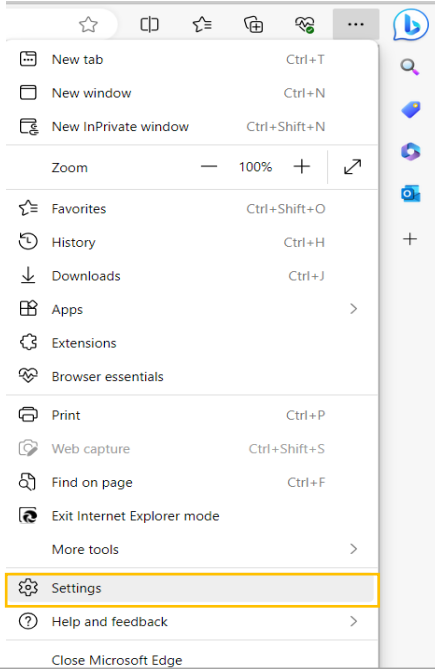 New tab Ctrl+T
New window Ctrl+N
New InPrivate window Ctrl+Shift+N
Zoom 100%
Favorites Ctrl+Shift+O
History Ctrl+H
Downloads Ctrl+J
Apps
Extensions
Browser essentials
Print Ctrl+P
Web capture Ctrl+Shift+S
Find on page Ctrl+F
Exit Internet Explorer mode
More tools
Settings
Help and feedback
Close Microsoft Edge